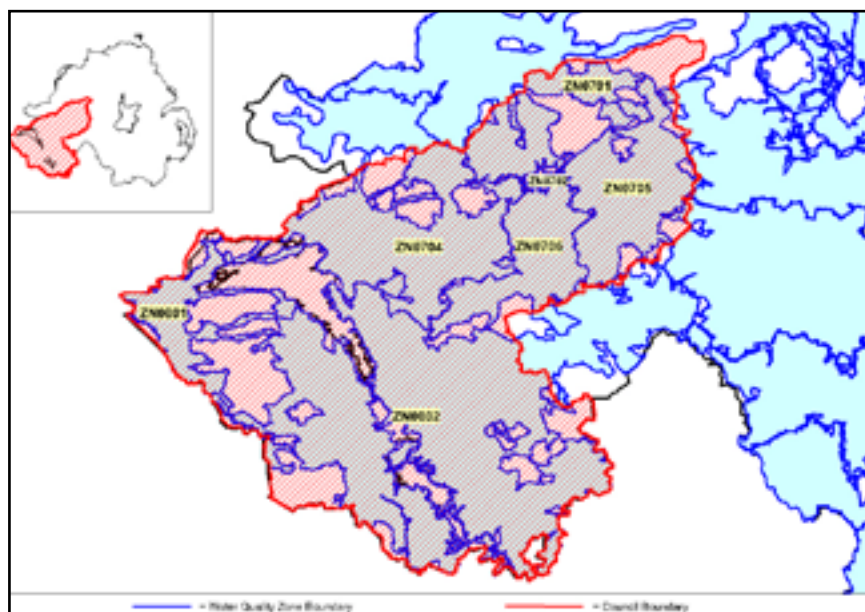 ZN0701
ZN0702
ZN0705
ZN0704
ZN0706
ZN0601
ZN0602
= Water Quality Zone Boundary
= Council Boundary